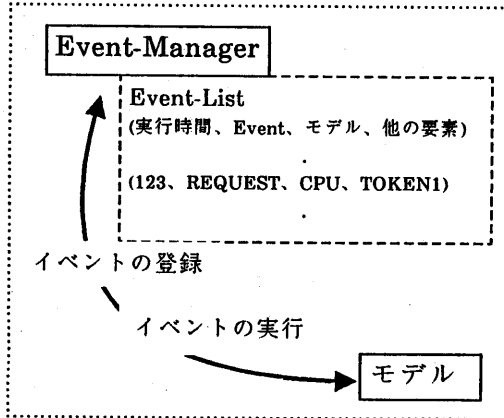 Event-Manager
Event-List
(実行時間、Event、モデル、他の要素)
.
(123、REQUEST、CPU、TOKEN1)
.
イベントの登録
イベントの実行
モデル